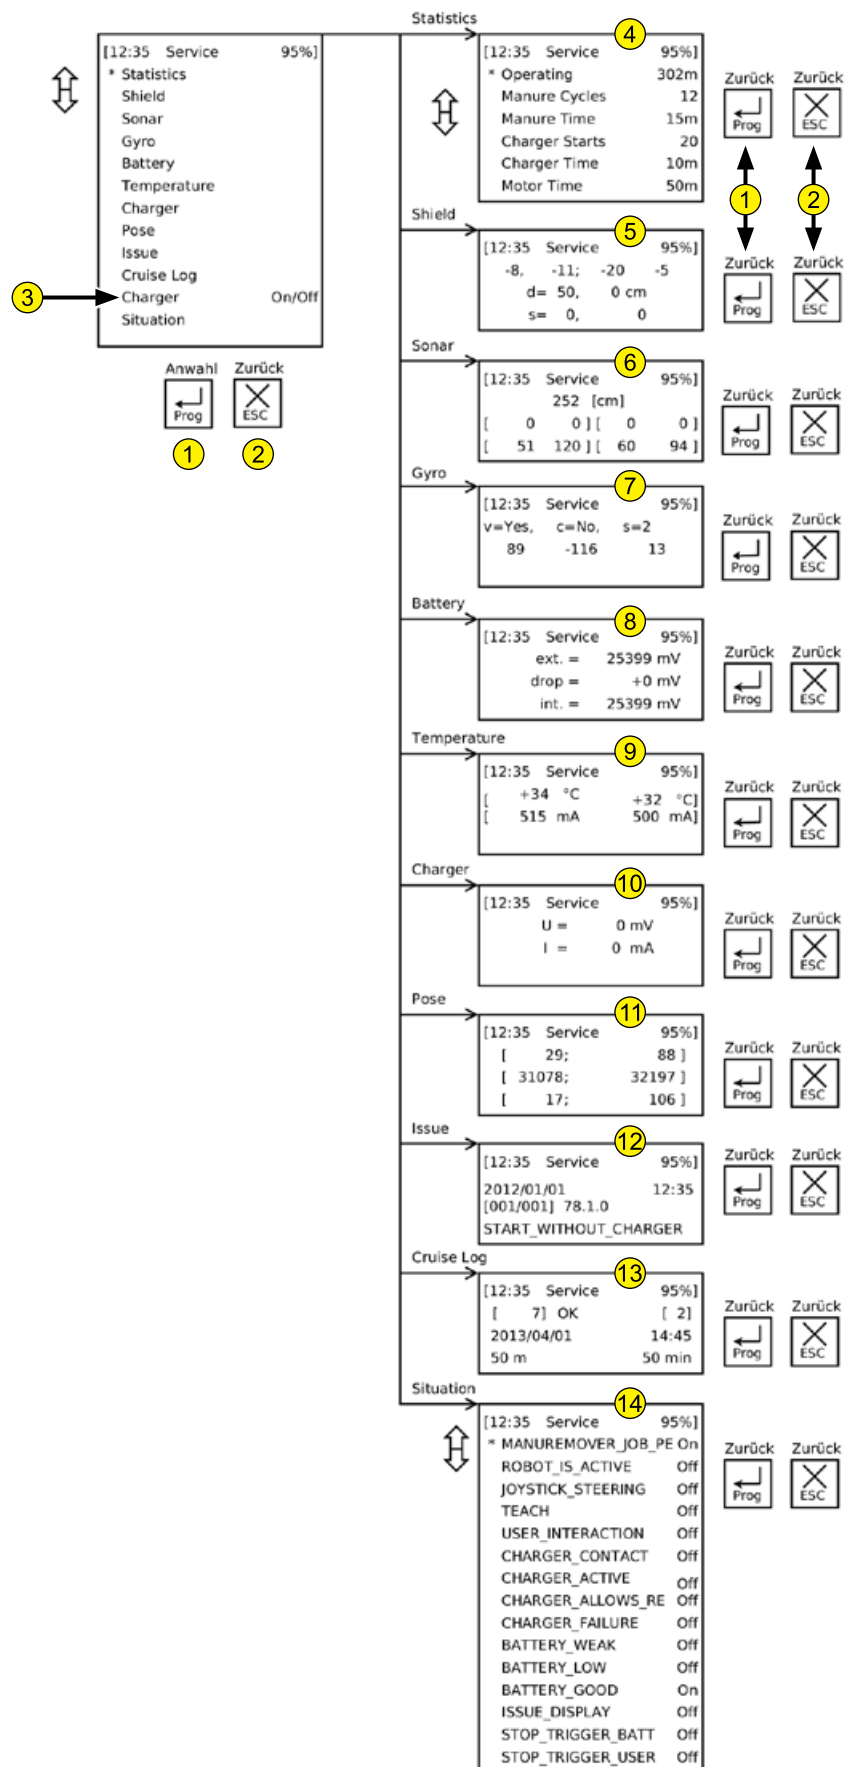 Statistics
[12:35 Service 95%]
* Statistics
Shield
Sonar
Gyro
Battery
Temperature
Charger
Pose
Issue
Cruise Log
3
Charger On/Off
Situation
Anwahl Zurück
Prog ESC
1 2
4
[12:35 Service 95%]
* Operating 302m
Manure Cycles 12
Manure Time 15m
Charger Starts 20
Charger Time 10m
Motor Time 50m
Zurück Zurück
Prog ESC
1 2
Shield
5
[12:35 Service 95%]
-8, -11; -20 -5
d= 50, 0 cm
s= 0, 0
Zurück Zurück
Prog ESC
Sonar
6
[12:35 Service 95%]
252 [cm]
[ 0 0 ] [ 0 0 ]
[ 51 120 ] [ 60 94 ]
Zurück Zurück
Prog ESC
Gyro
7
[12:35 Service 95%]
v=Yes, c=No, s=2
89 -116 13
Zurück Zurück
Prog ESC
Battery
8
[12:35 Service 95%]
ext. = 25399 mV
drop = +0 mV
int. = 25399 mV
Zurück Zurück
Prog ESC
Temperature
9
[12:35 Service 95%]
[ +34 °C +32 °C]
[ 515 mA 500 mA]
Zurück Zurück
Prog ESC
Charger
10
[12:35 Service 95%]
U = 0 mV
I = 0 mA
Zurück Zurück
Prog ESC
Pose
11
[12:35 Service 95%]
[ 29; 88 ]
[ 31078; 32197 ]
[ 17; 106 ]
Zurück Zurück
Prog ESC
Issue
12
[12:35 Service 95%]
2012/01/01 12:35
[001/001] 78.1.0
START_WITHOUT_CHARGER
Zurück Zurück
Prog ESC
Cruise Log
13
[12:35 Service 95%]
[ 7] OK [ 2]
2013/04/01 14:45
50 m 50 min
Zurück Zurück
Prog ESC
Situation
14
[12:35 Service 95%]
* MANUREMOVER_JOB_PE On
ROBOT_IS_ACTIVE Off
JOYSTICK_STEERING Off
TEACH Off
USER_INTERACTION Off
CHARGER_CONTACT Off
CHARGER_ACTIVE Off
CHARGER_ALLOWS_RE Off
CHARGER_FAILURE Off
BATTERY_WEAK Off
BATTERY_LOW Off
BATTERY_GOOD On
ISSUE_DISPLAY Off
STOP_TRIGGER_BATT Off
STOP_TRIGGER_USER Off
Zurück Zurück
Prog ESC